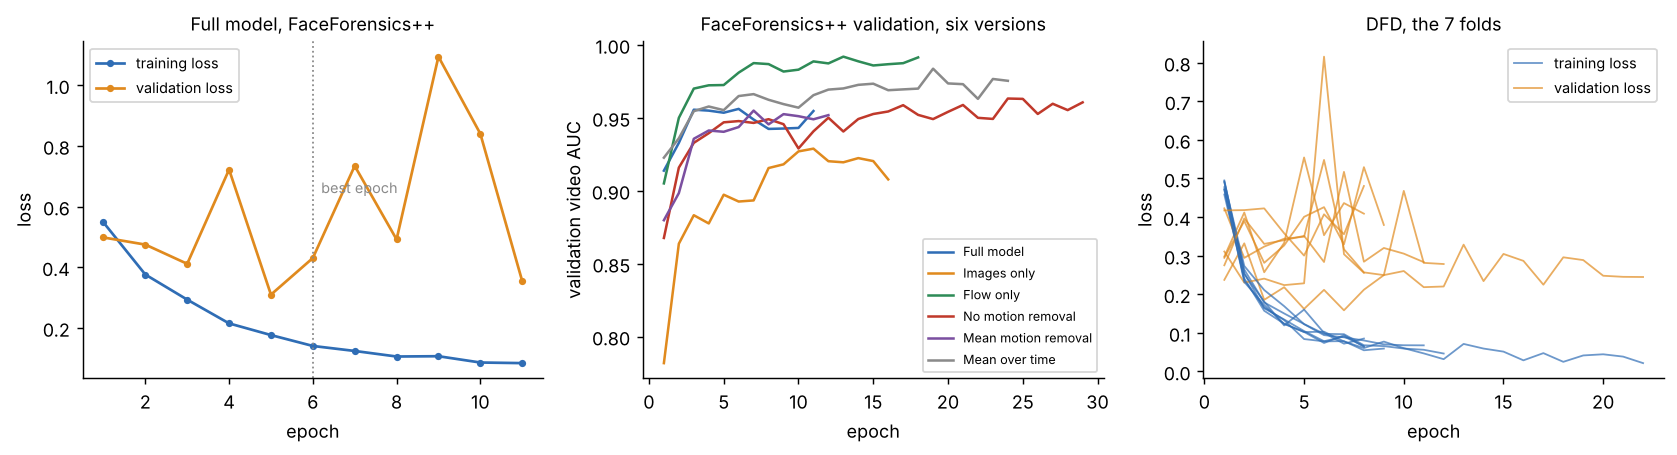 Full model, FaceForensics++
training loss
validation loss
best epoch
loss
1.0
0.8
0.6
0.4
0.2
2 4 6 8 10
epoch
FaceForensics++ validation, six versions
validation video AUC
1.00
0.95
0.90
0.85
0.80
Full model
Images only
Flow only
No motion removal
Mean motion removal
Mean over time
0 5 10 15 20 25 30
epoch
DFD, the 7 folds
training loss
validation loss
loss
0.8
0.7
0.6
0.5
0.4
0.3
0.2
0.1
0.0
0 5 10 15 20
epoch